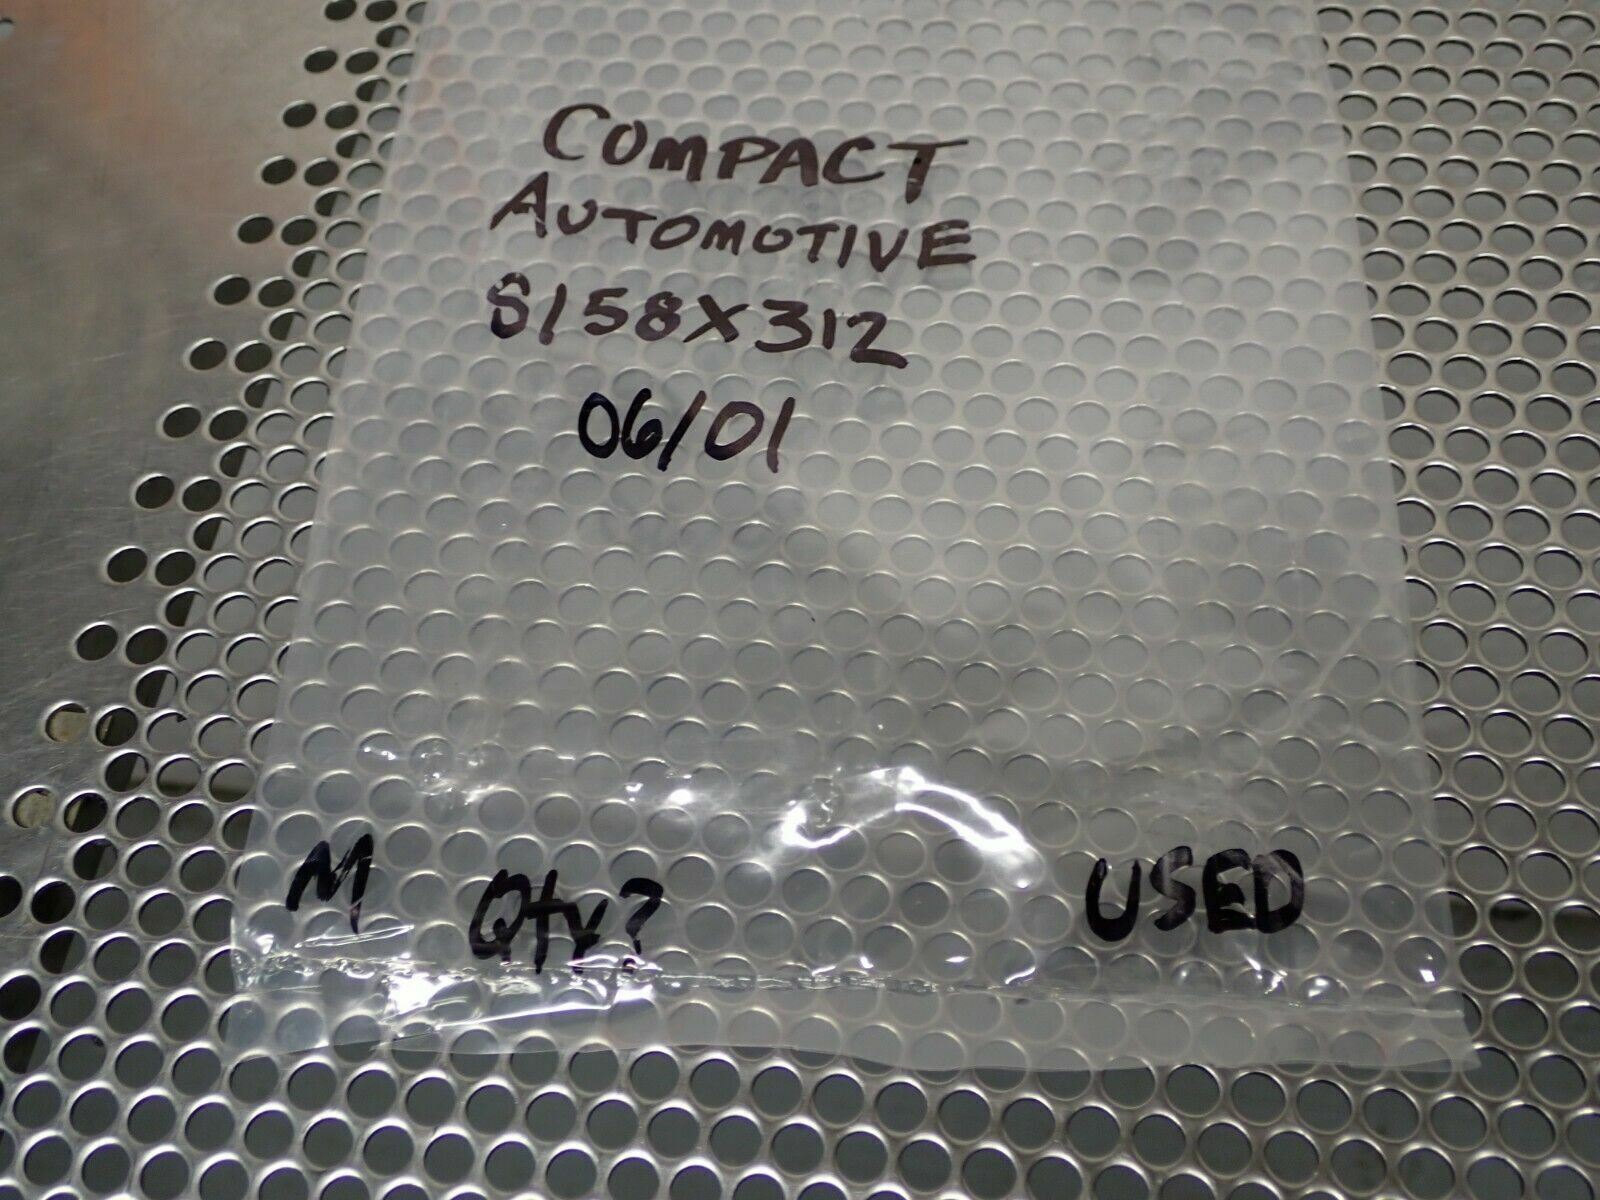 COMPACT
AUTOMOTIVE
S158X312
06/01
M Qty? USED